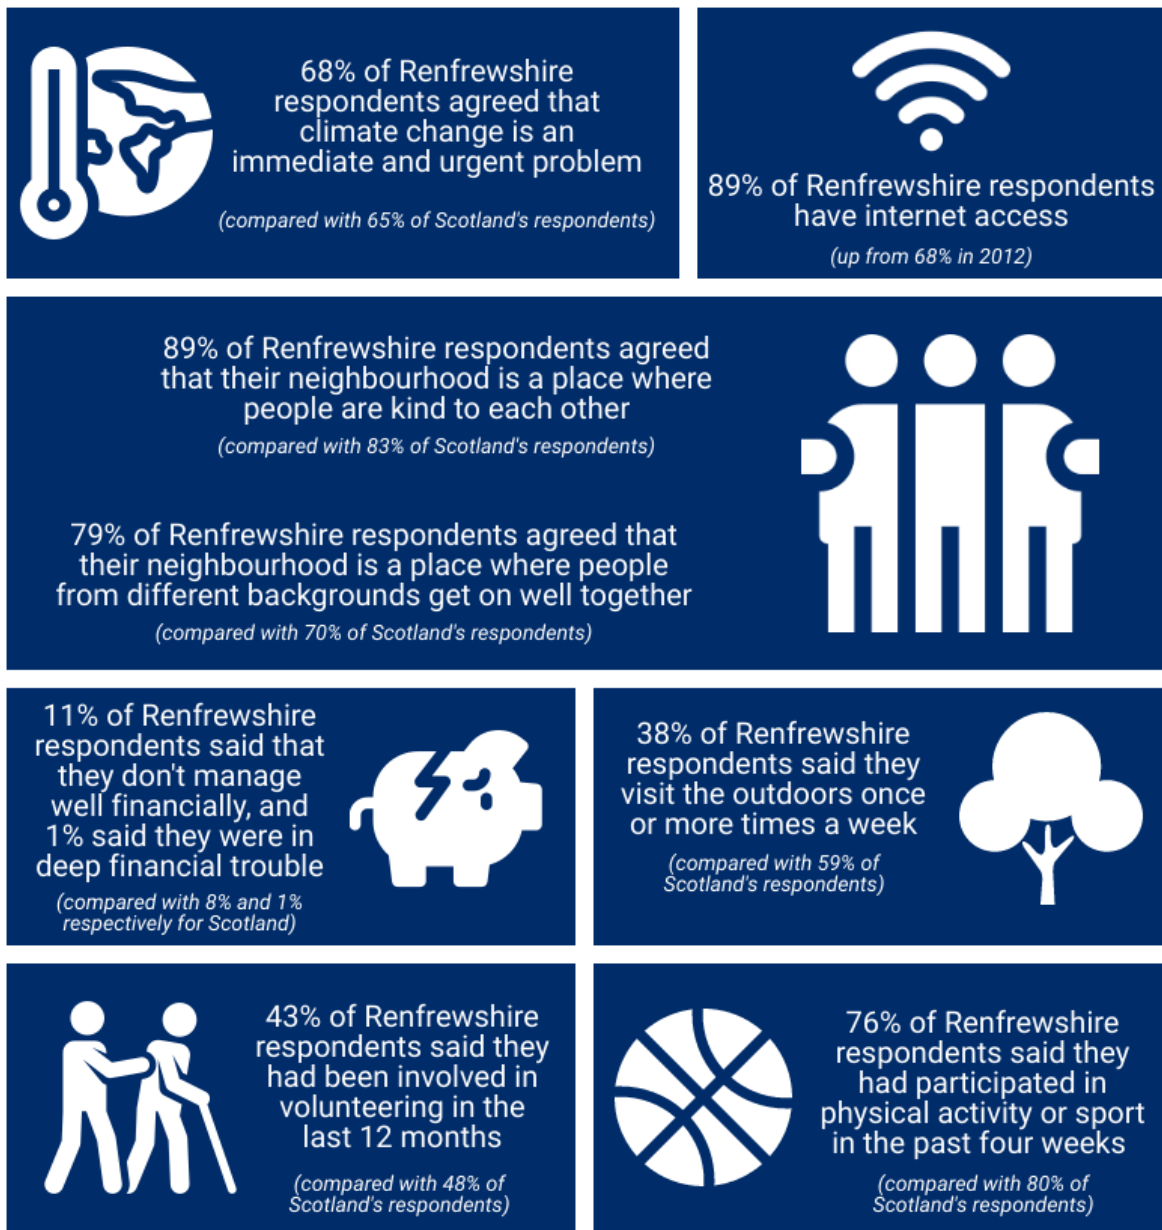 68% of Renfrewshire
respondents agreed that
climate change is an
immediate and urgent problem
(compared with 65% of Scotland's respondents)
89% of Renfrewshire respondents
have internet access
(up from 68% in 2012)
89% of Renfrewshire respondents agreed
that their neighbourhood is a place where
people are kind to each other
(compared with 83% of Scotland's respondents)
79% of Renfrewshire respondents agreed that
their neighbourhood is a place where people
from different backgrounds get on well together
(compared with 70% of Scotland's respondents)
11% of Renfrewshire
respondents said that
they don't manage
well financially, and
1% said they were in
deep financial trouble
(compared with 8% and 1%
respectively for Scotland)
38% of Renfrewshire
respondents said they
visit the outdoors once
or more times a week
(compared with 59% of
Scotland's respondents)
43% of Renfrewshire
respondents said they
had been involved in
volunteering in the
last 12 months
(compared with 48% of
Scotland's respondents)
76% of Renfrewshire
respondents said they
had participated in
physical activity or sport
in the past four weeks
(compared with 80% of
Scotland's respondents)